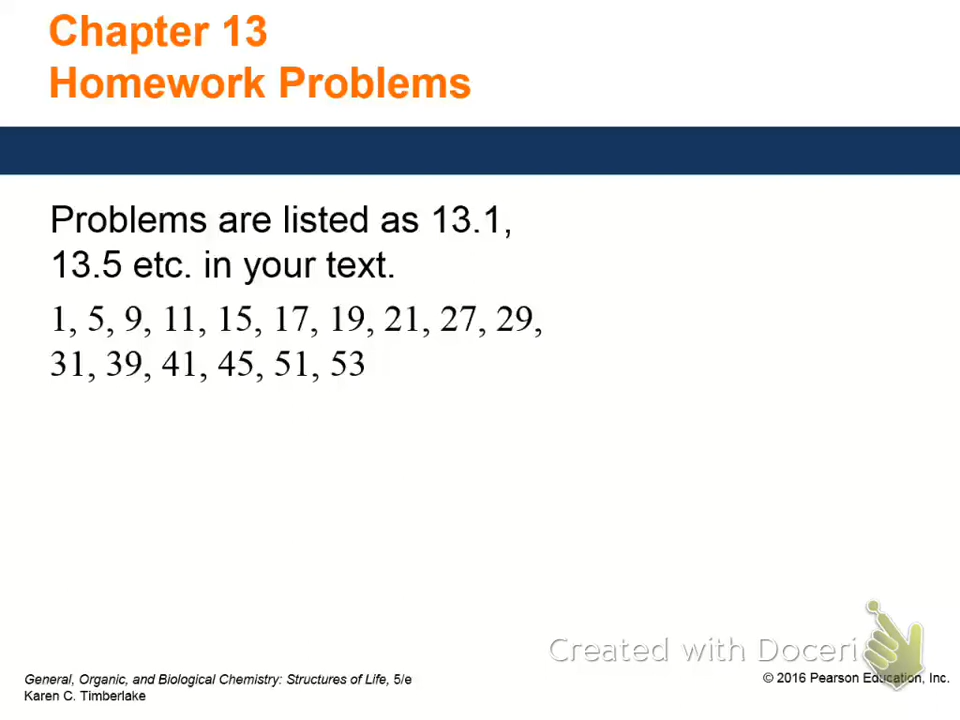 Chapter 13
Homework Problems
Problems are listed as 13.1,
13.5 etc. in your text.
1, 5, 9, 11, 15, 17, 19, 21, 27, 29,
31, 39, 41, 45, 51, 53
Created with Doceri
General, Organic, and Biological Chemistry: Structures of Life, 5/e
Karen C. Timberlake
© 2016 Pearson Education, Inc.